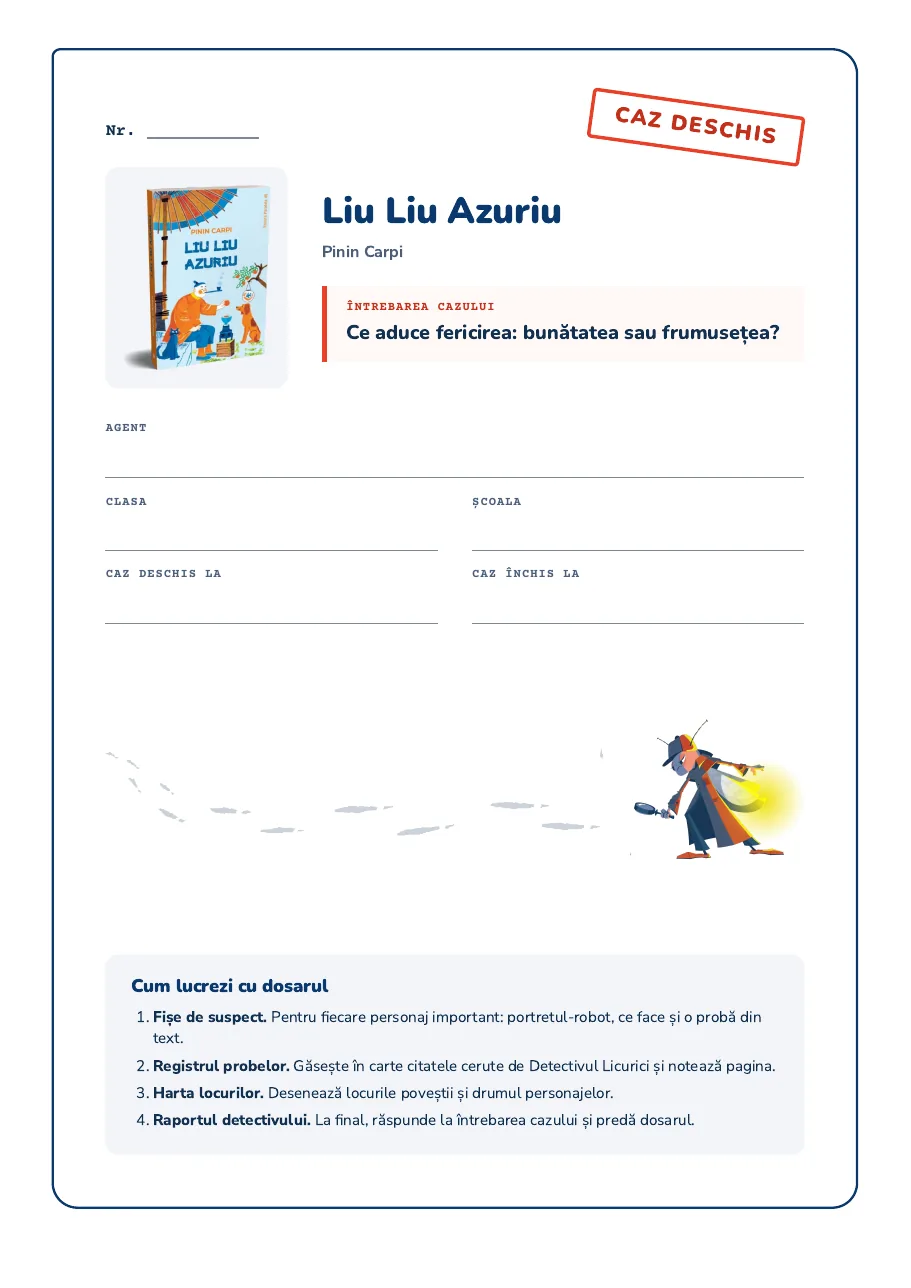 Nr. ___________
CAZ DESCHIS
PININ CARPI
LIU LIU
AZURIU
Liu Liu Azuriu
Pinin Carpi
ÎNTREBAREA CAZULUI
Ce aduce fericirea: bunătatea sau frumusețea?
AGENT
CLASA
ȘCOALA
CAZ DESCHIS LA
CAZ ÎNCHIS LA
Cum lucrezi cu dosarul
1. Fișe de suspect. Pentru fiecare personaj important: portretul-robot, ce face și o probă din
text.
2. Registrul probelor. Găsește în carte citatele cerute de Detectivul Licurici și notează pagina.
3. Harta locurilor. Desenează locurile poveștii și drumul personajelor.
4. Raportul detectivului. La final, răspunde la întrebarea cazului și predă dosarul.